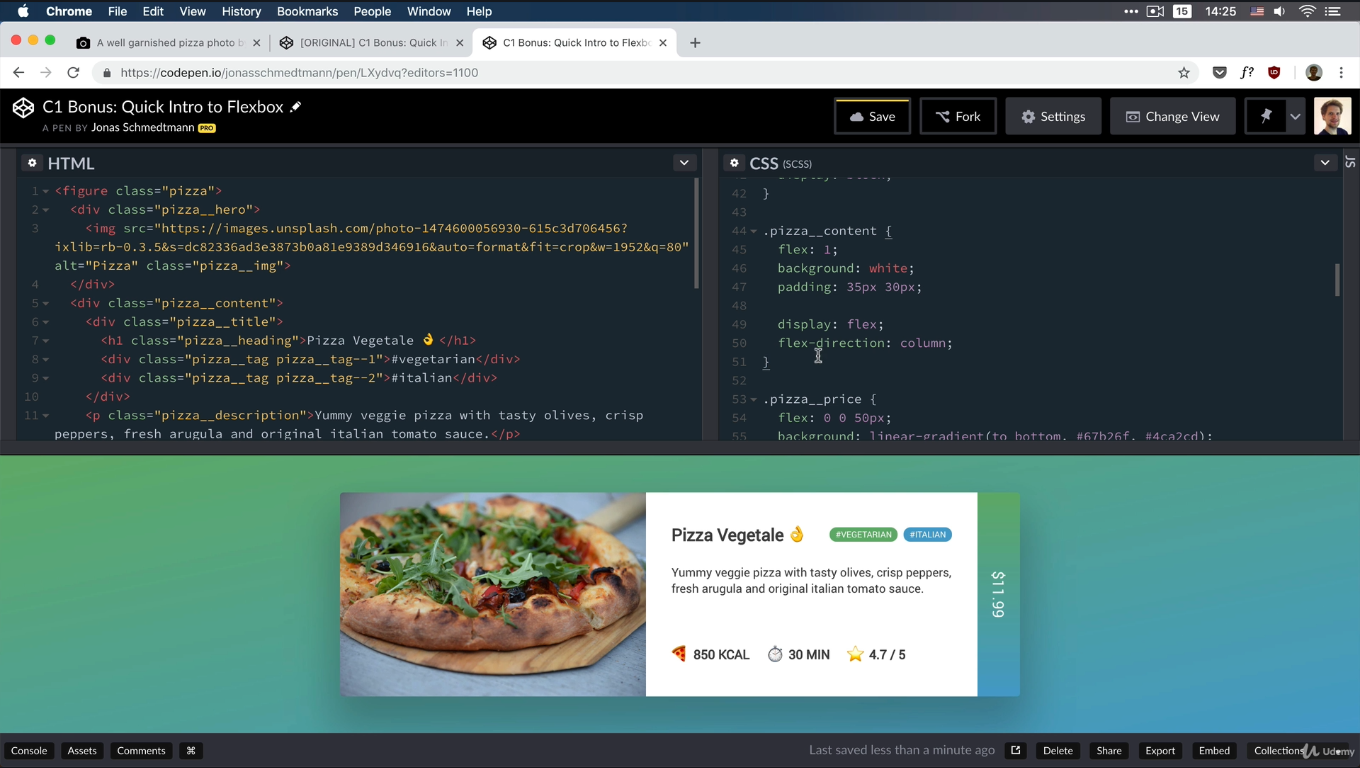 Chrome File Edit View History Bookmarks People Window Help
15 14:25
A well garnished pizza photo b
[ORIGINAL] C1 Bonus: Quick In
C1 Bonus: Quick Intro to Flexbo
https://codepen.io/jonasschmedtmann/pen/LXydvq?editors=1100
f?
C1 Bonus: Quick Intro to Flexbox
A PEN BY Jonas Schmedtmann PRO
Save
Fork
Settings
Change View
HTML
1 <figure class="pizza">
2 <div class="pizza__hero">
3 <img src="https://images.unsplash.com/photo-1474600056930-615c3d706456?
ixlib=rb-0.3.5&s=dc82336ad3e3873b0a81e9389d346916&auto=format&fit=crop&w=1952&q=80"
alt="Pizza" class="pizza__img">
4 </div>
5 <div class="pizza__content">
6 <div class="pizza__title">
7 <h1 class="pizza__heading">Pizza Vegetale 👌 </h1>
8 <div class="pizza__tag pizza__tag--1">#vegetarian</div>
9 <div class="pizza__tag pizza__tag--2">#italian</div>
10 </div>
11 <p class="pizza__description">Yummy veggie pizza with tasty olives, crisp
peppers, fresh arugula and original italian tomato sauce.</p>
CSS (SCSS)
JS
42 }
43
44 .pizza__content {
45 flex: 1;
46 background: white;
47 padding: 35px 30px;
48
49 display: flex;
50 flex-direction: column;
51 }
52
53 .pizza__price {
54 flex: 0 0 50px;
55 background: linear-gradient(to bottom, #67b26f, #4ca2cd);
Pizza Vegetale 👌
#VEGETARIAN
#ITALIAN
Yummy veggie pizza with tasty olives, crisp peppers,
fresh arugula and original italian tomato sauce.
850 KCAL
30 MIN
4.7 / 5
$11.99
Console
Assets
Comments
⌘
Last saved less than a minute ago
Delete
Share
Export
Embed
Collections
Udemy